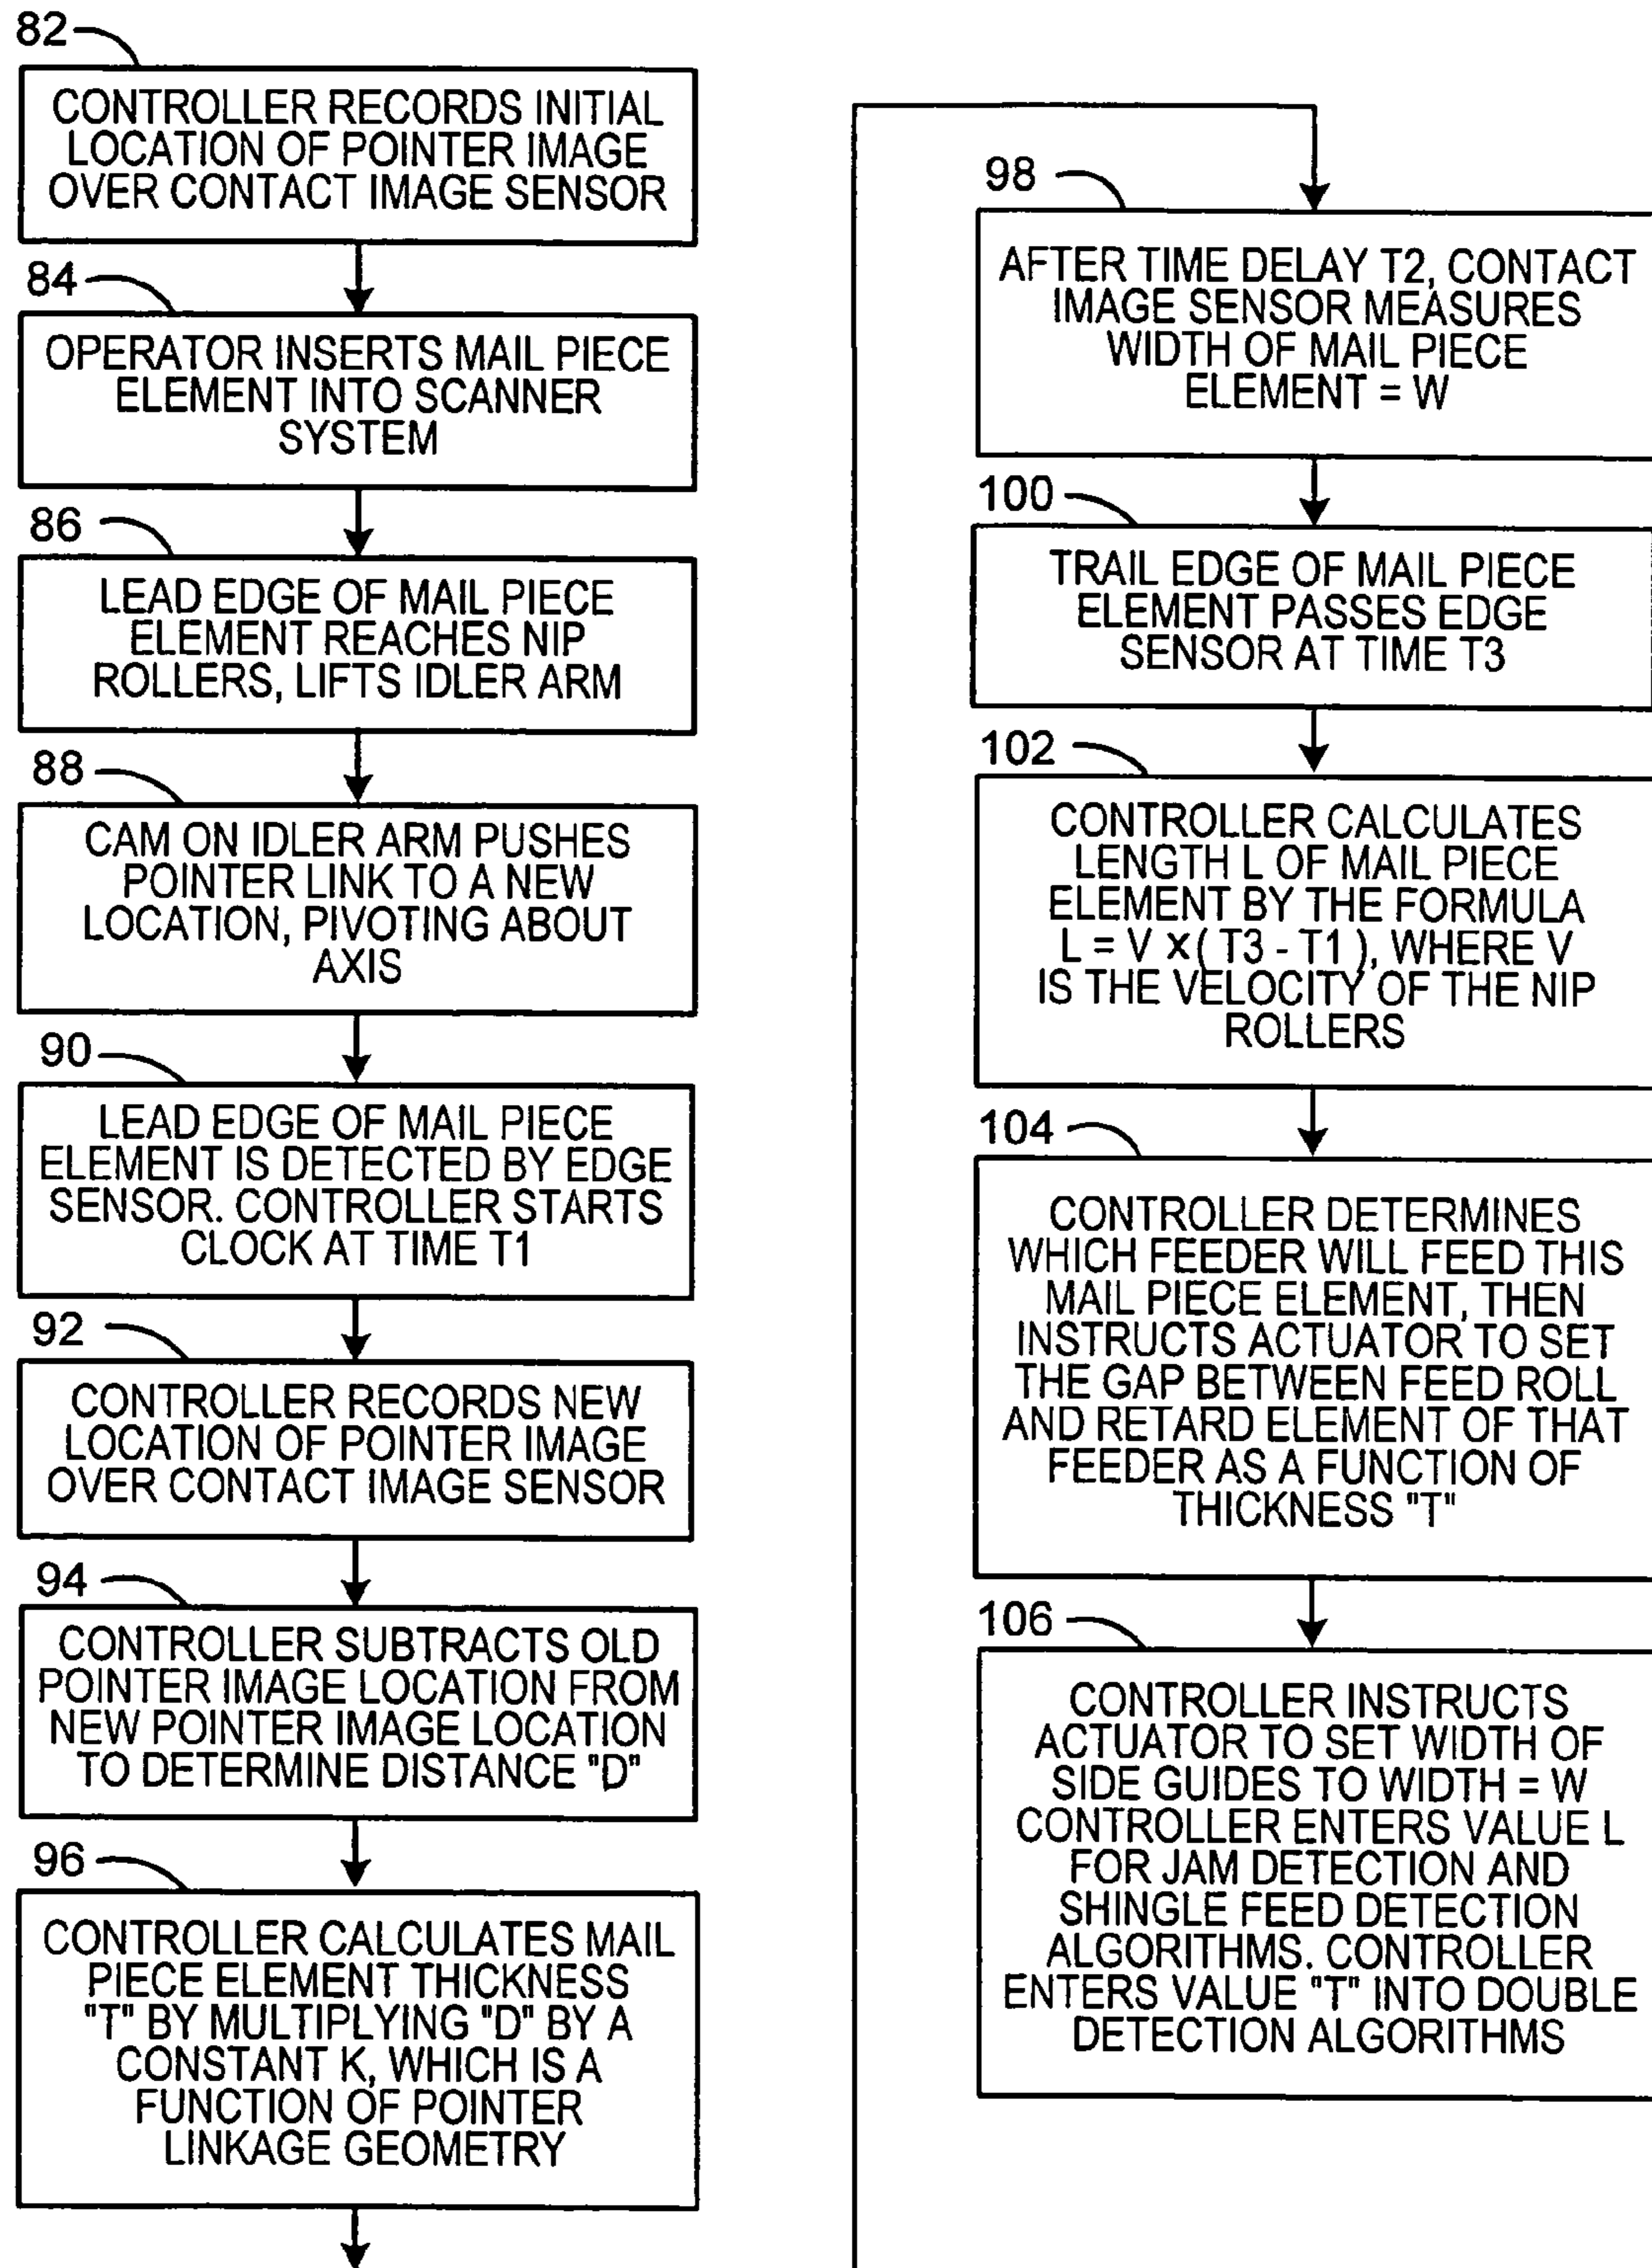 82
CONTROLLER RECORDS INITIAL
LOCATION OF POINTER IMAGE
OVER CONTACT IMAGE SENSOR
84
OPERATOR INSERTS MAIL PIECE
ELEMENT INTO SCANNER
SYSTEM
86
LEAD EDGE OF MAIL PIECE
ELEMENT REACHES NIP
ROLLERS, LIFTS IDLER ARM
88
CAM ON IDLER ARM PUSHES
POINTER LINK TO A NEW
LOCATION, PIVOTING ABOUT
AXIS
90
LEAD EDGE OF MAIL PIECE
ELEMENT IS DETECTED BY EDGE
SENSOR. CONTROLLER STARTS
CLOCK AT TIME T1
92
CONTROLLER RECORDS NEW
LOCATION OF POINTER IMAGE
OVER CONTACT IMAGE SENSOR
94
CONTROLLER SUBTRACTS OLD
POINTER IMAGE LOCATION FROM
NEW POINTER IMAGE LOCATION
TO DETERMINE DISTANCE "D"
96
CONTROLLER CALCULATES MAIL
PIECE ELEMENT THICKNESS
"T" BY MULTIPLYING "D" BY A
CONSTANT K, WHICH IS A
FUNCTION OF POINTER
LINKAGE GEOMETRY
98
AFTER TIME DELAY T2, CONTACT
IMAGE SENSOR MEASURES
WIDTH OF MAIL PIECE
ELEMENT = W
100
TRAIL EDGE OF MAIL PIECE
ELEMENT PASSES EDGE
SENSOR AT TIME T3
102
CONTROLLER CALCULATES
LENGTH L OF MAIL PIECE
ELEMENT BY THE FORMULA
L = V x ( T3 - T1 ), WHERE V
IS THE VELOCITY OF THE NIP
ROLLERS
104
CONTROLLER DETERMINES
WHICH FEEDER WILL FEED THIS
MAIL PIECE ELEMENT, THEN
INSTRUCTS ACTUATOR TO SET
THE GAP BETWEEN FEED ROLL
AND RETARD ELEMENT OF THAT
FEEDER AS A FUNCTION OF
THICKNESS "T"
106
CONTROLLER INSTRUCTS
ACTUATOR TO SET WIDTH OF
SIDE GUIDES TO WIDTH = W
CONTROLLER ENTERS VALUE L
FOR JAM DETECTION AND
SHINGLE FEED DETECTION
ALGORITHMS. CONTROLLER
ENTERS VALUE "T" INTO DOUBLE
DETECTION ALGORITHMS